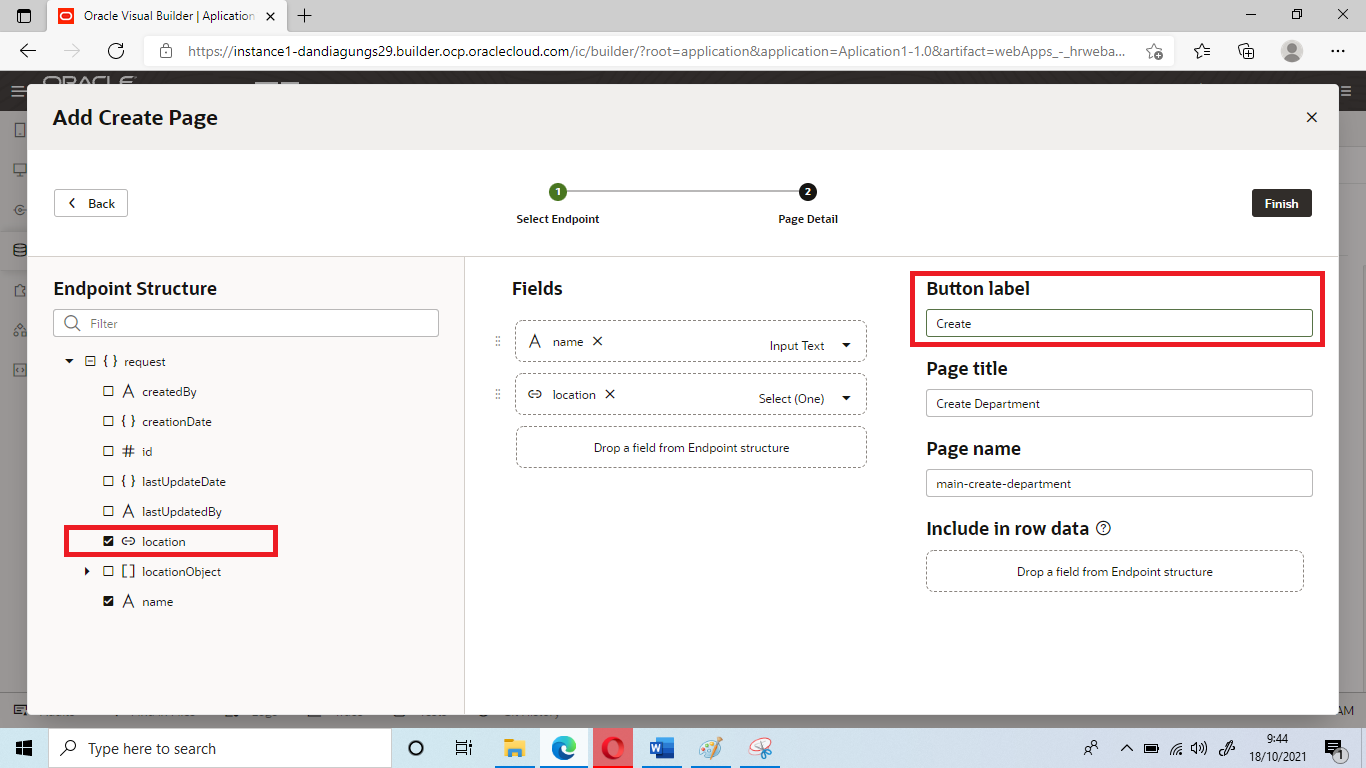 Oracle Visual Builder | Aplication
https://instance1-dandiagungs29.builder.ocp.oraclecloud.com/ic/builder/?root=application&application=Aplication1-1.0&artifact=webApps_-_hrweba...
ORACLE
Add Create Page
Back
1
2
Select Endpoint
Page Detail
Finish
Endpoint Structure
Filter
{ } request
A createdBy
{ } creationDate
# id
{ } lastUpdateDate
A lastUpdatedBy
location
[ ] locationObject
A name
Fields
A name Input Text
location Select (One)
Drop a field from Endpoint structure
Button label
Create
Page title
Create Department
Page name
main-create-department
Include in row data ?
Drop a field from Endpoint structure
AM
Type here to search
9:44
18/10/2021
1